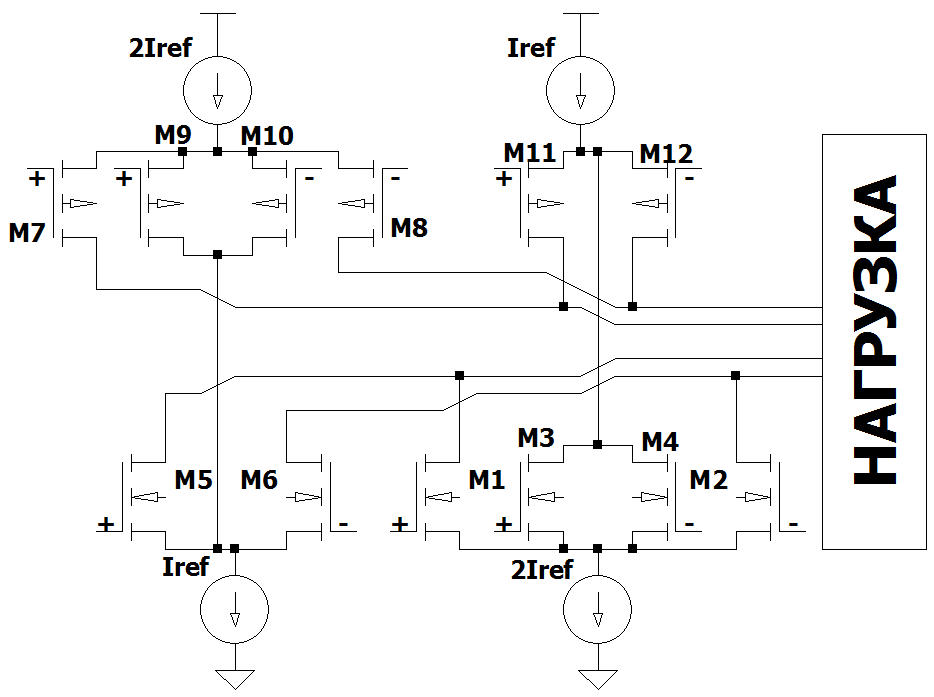 2Iref
Iref
M9
M10
M11
M12
+
+
-
-
+
-
M7
M8
НАГРУЗКА
M3
M4
M5
M6
M1
M2
+
-
+
+
-
-
Iref
2Iref